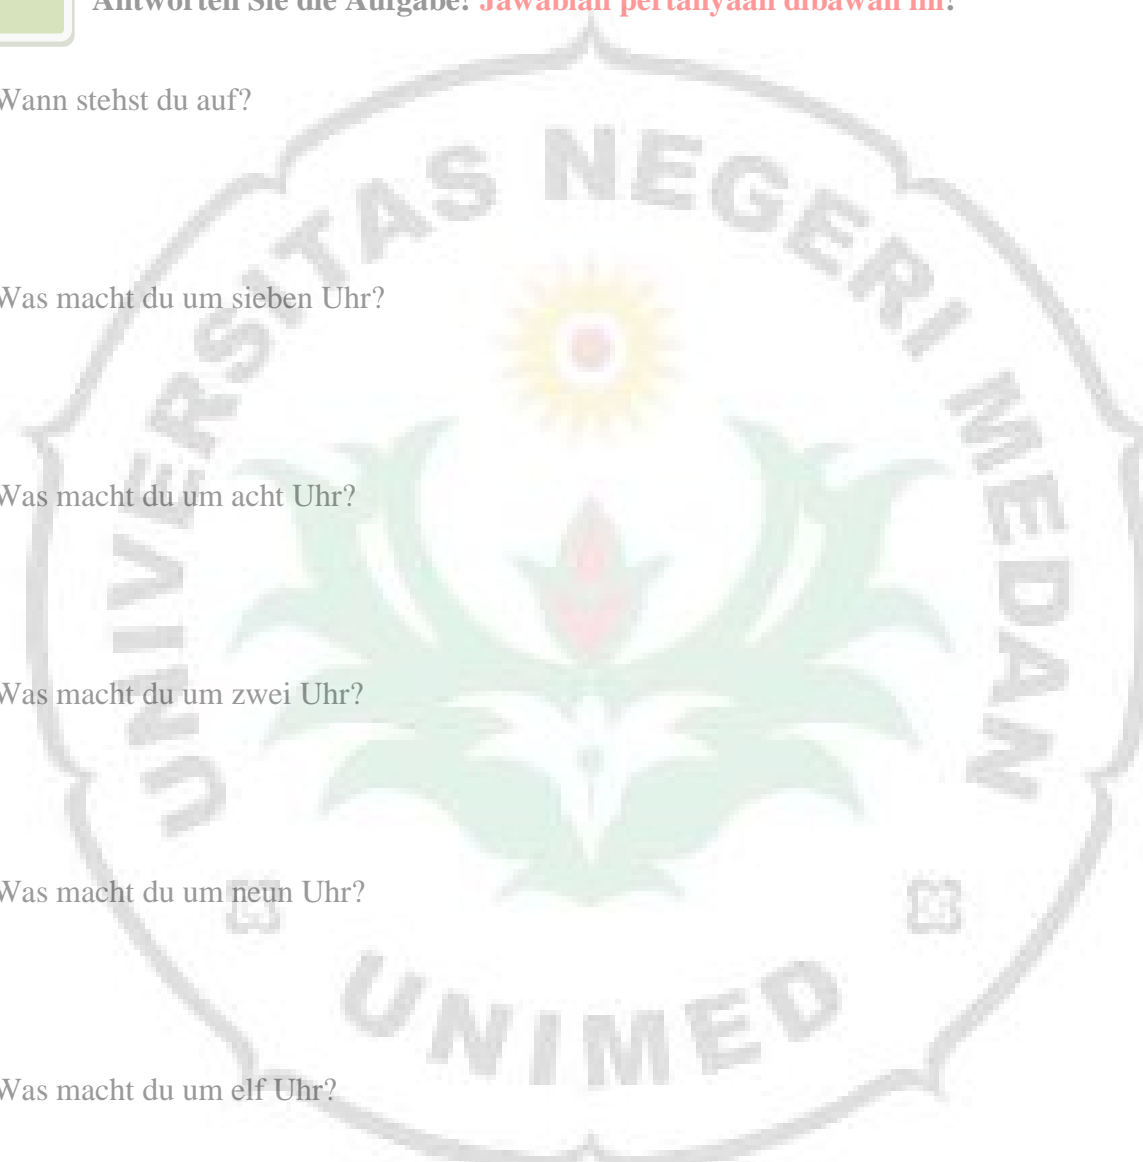 Antworten Sie die Aufgabe! Jawablah pertanyaan dibawah ini!
Wann stehst du auf?
UNIVERSITAS NEGERI MEDAN
Was macht du um sieben Uhr?
Was macht du um acht Uhr?
Was macht du um zwei Uhr?
Was macht du um neun Uhr?
UNIMED
Was macht du um elf Uhr?